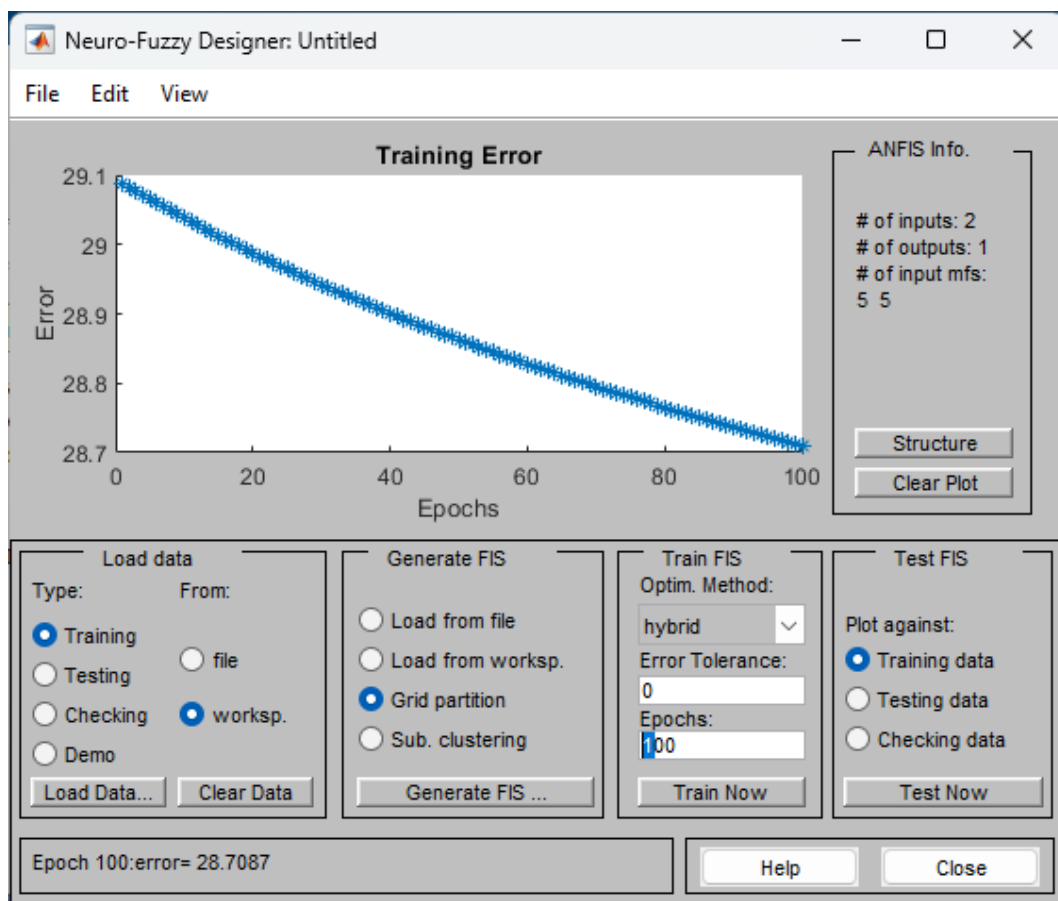 Neuro-Fuzzy Designer: Untitled
File Edit View
Training Error
29.1
29
28.9
28.8
28.7
Error
0 20 40 60 80 100
Epochs
ANFIS Info.
# of inputs: 2
# of outputs: 1
# of input mfs:
5 5
Structure
Clear Plot
Load data
Type: From:
Training
file
Testing
Checking
worksp.
Demo
Load Data... Clear Data
Generate FIS
Load from file
Load from worksp.
Grid partition
Sub. clustering
Generate FIS ...
Train FIS
Optim. Method:
hybrid
Error Tolerance:
0
Epochs:
100
Train Now
Test FIS
Plot against:
Training data
Testing data
Checking data
Test Now
Epoch 100:error= 28.7087
Help Close